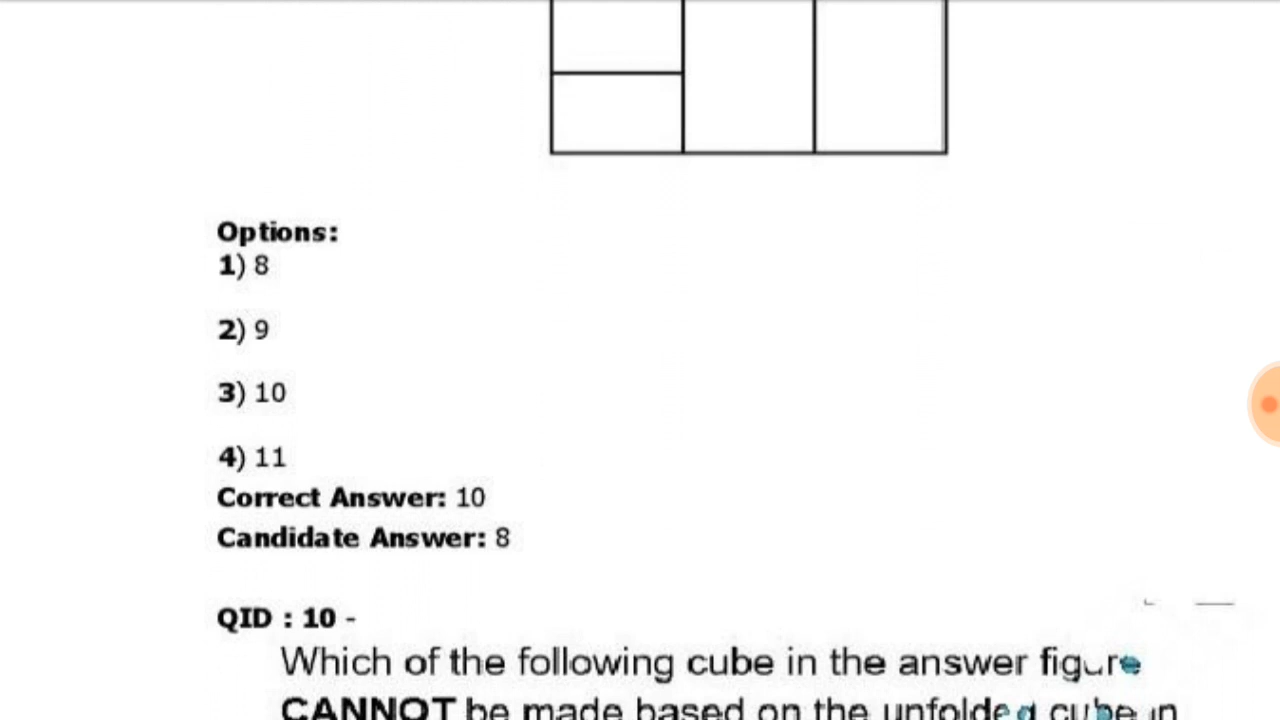 Options:
1) 8
2) 9
3) 10
4) 11
Correct Answer: 10
Candidate Answer: 8
QID : 10 -
Which of the following cube in the answer figure
CANNOT be made based on the unfolded cube in